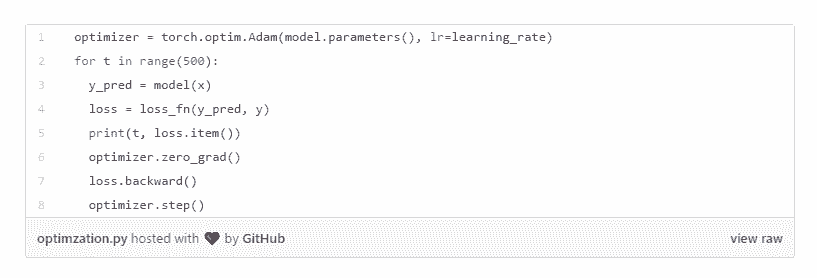 1 optimizer = torch.optim.Adam(model.parameters(), lr=learning_rate)
2 for t in range(500):
3 y_pred = model(x)
4 loss = loss_fn(y_pred, y)
5 print(t, loss.item())
6 optimizer.zero_grad()
7 loss.backward()
8 optimizer.step()
optimzation.py hosted with ❤ by GitHub view raw